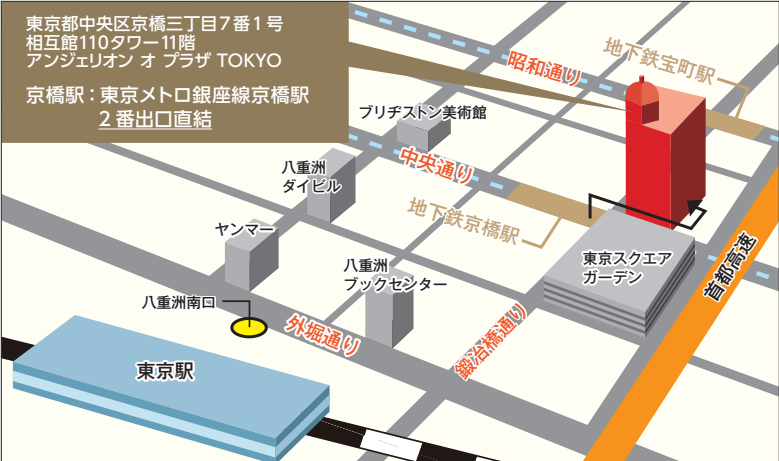 東京都中央区京橋三丁目7番1号
相互館110タワー11階
アンジェリオン オ プラザ TOKYO
京橋駅：東京メトロ銀座線京橋駅
２番出口直結
昭和通り
地下鉄宝町駅
ブリヂストン美術館
中央通り
八重洲
ダイビル
地下鉄京橋駅
ヤンマー
東京スクエア
ガーデン
首都高速
八重洲
ブックセンター
八重洲南口
外堀通り
鍛冶橋通り
東京駅